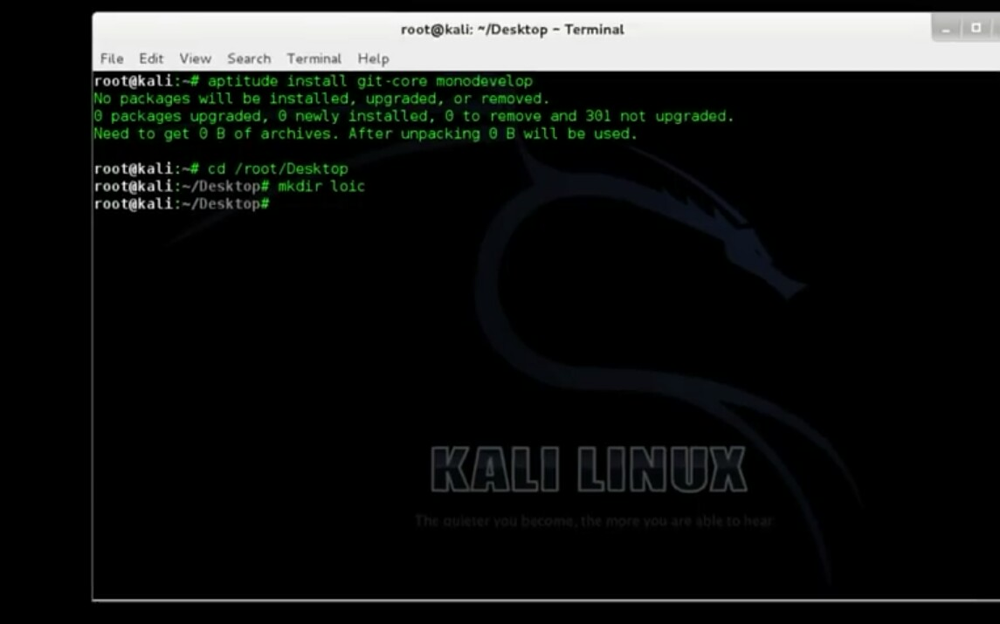 root@kali: ~/Desktop - Terminal
File Edit View Search Terminal Help
root@kali:~# aptitude install git-core monodevelop
No packages will be installed, upgraded, or removed.
0 packages upgraded, 0 newly installed, 0 to remove and 301 not upgraded.
Need to get 0 B of archives. After unpacking 0 B will be used.
root@kali:~# cd /root/Desktop
root@kali:~/Desktop# mkdir loic
root@kali:~/Desktop#
KALI LINUX
The quieter you become, the more you are able to hear